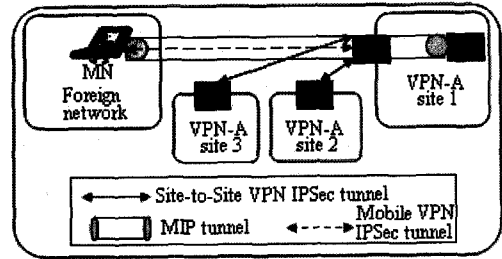 MN
Foreign
network
VPN-A
site 3
VPN-A
site 2
VPN-A
site 1
Site-to-Site VPN IPSec tunnel
MIP tunnel
Mobile VPN
IPSec tunnel